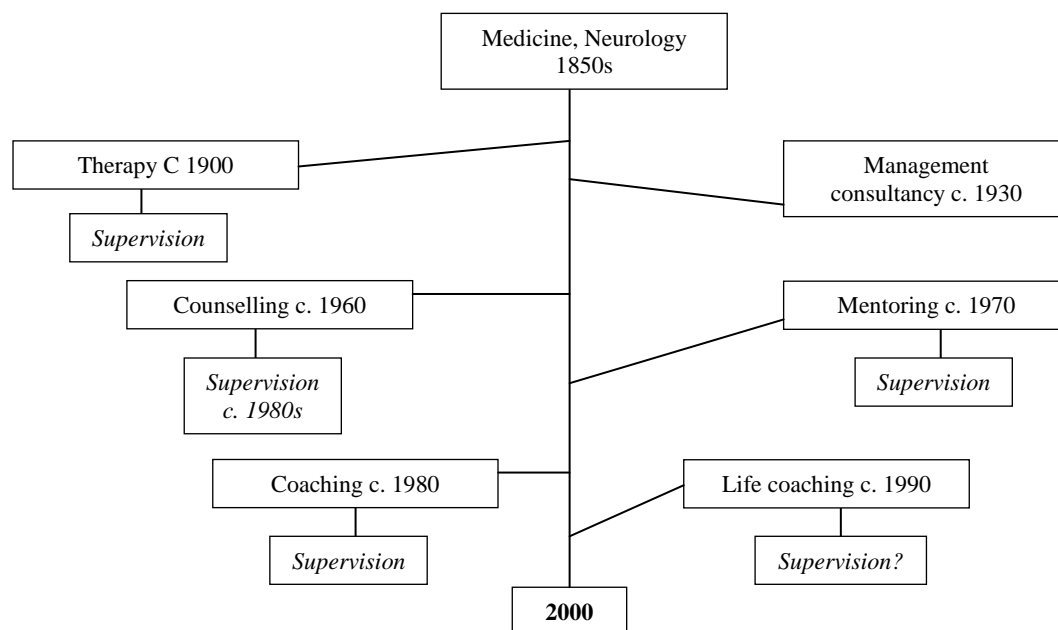 Medicine, Neurology
1850s
Therapy C 1900
Supervision
Management
consultancy c. 1930
Counselling c. 1960
Supervision
c. 1980s
Mentoring c. 1970
Supervision
Coaching c. 1980
Supervision
Life coaching c. 1990
Supervision?
2000